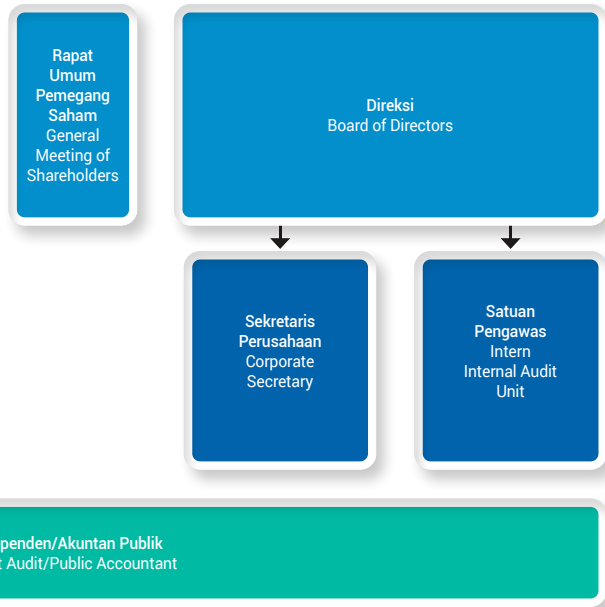 Rapat
Umum
Pemegang
Saham
General
Meeting of
Shareholders
Direksi
Board of Directors
Sekretaris
Perusahaan
Corporate
Secretary
Satuan
Pengawas
Intern
Internal Audit
Unit
penden/Akuntan Publik
t Audit/Public Accountant